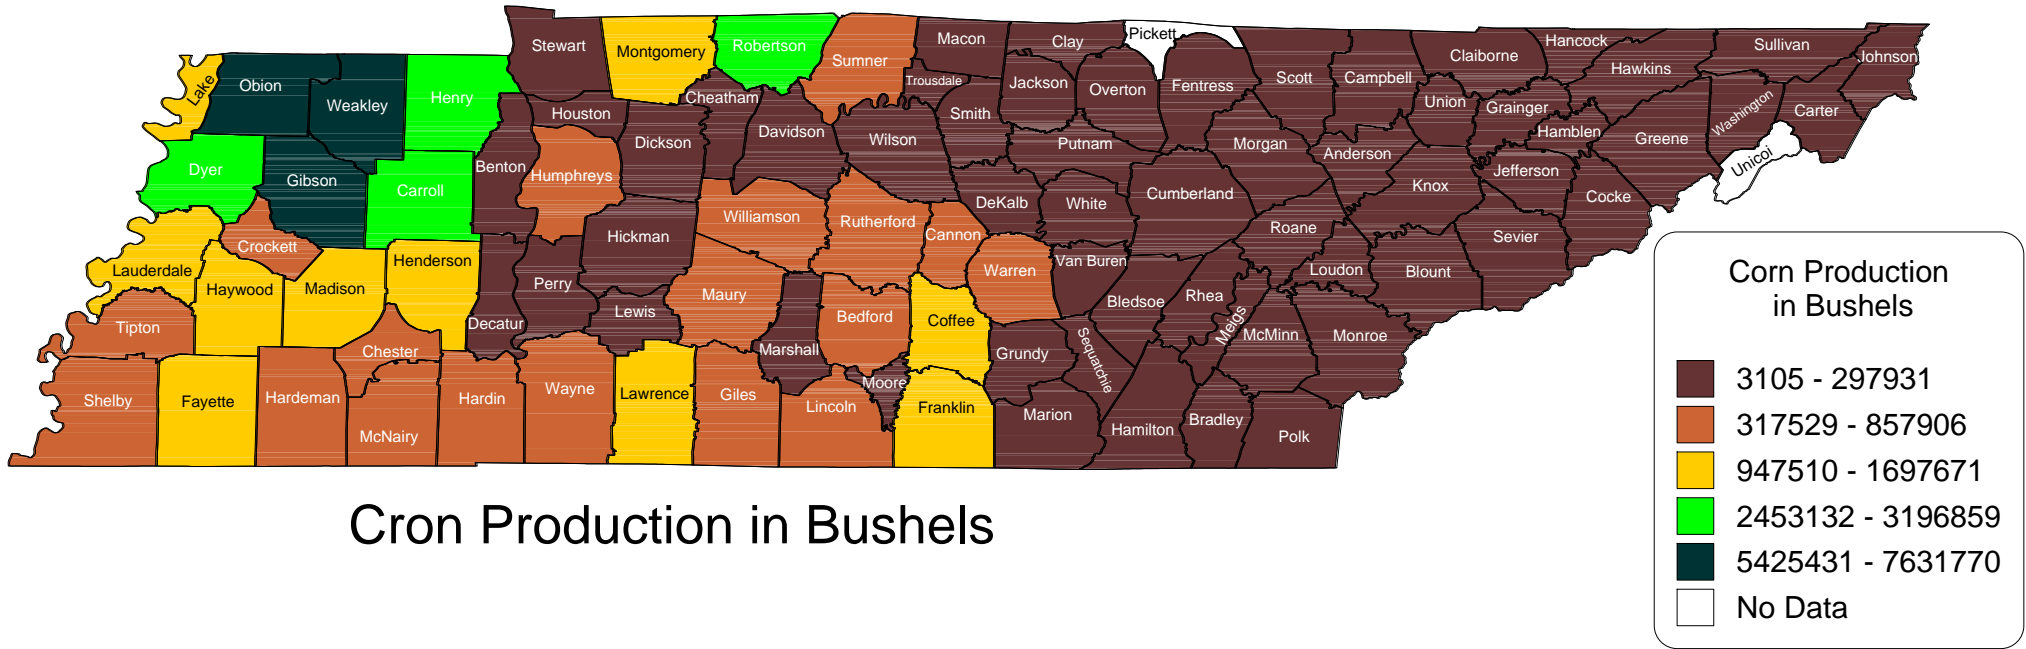 Stewart
Montgomery
Robertson
Sumner
Macon
Clay
Pickett
Fentress
Scott
Campbell
Claiborne
Hancock
Hawkins
Sullivan
Johnson
Lake
Obion
Weakley
Henry
Houston
Cheatham
Trousdale
Jackson
Overton
Union
Grainger
Hamblen
Greene
Washington
Carter
Unicoi
Dyer
Gibson
Carroll
Benton
Humphreys
Dickson
Davidson
Wilson
Smith
Putnam
Morgan
Anderson
Knox
Jefferson
Cocke
Crockett
Williamson
Rutherford
Cannon
DeKalb
White
Cumberland
Roane
Loudon
Blount
Sevier
Lauderdale
Haywood
Madison
Henderson
Hickman
Perry
Decatur
Lewis
Maury
Marshall
Bedford
Coffee
Warren
Van Buren
Bledsoe
Rhea
Meigs
McMinn
Monroe
Tipton
Chester
Shelby
Fayette
Hardeman
McNairy
Hardin
Wayne
Lawrence
Giles
Lincoln
Moore
Franklin
Grundy
Sequatchie
Marion
Hamilton
Bradley
Polk
Corn Production
in Bushels
3105 - 297931
317529 - 857906
947510 - 1697671
2453132 - 3196859
5425431 - 7631770
No Data
Cron Production in Bushels